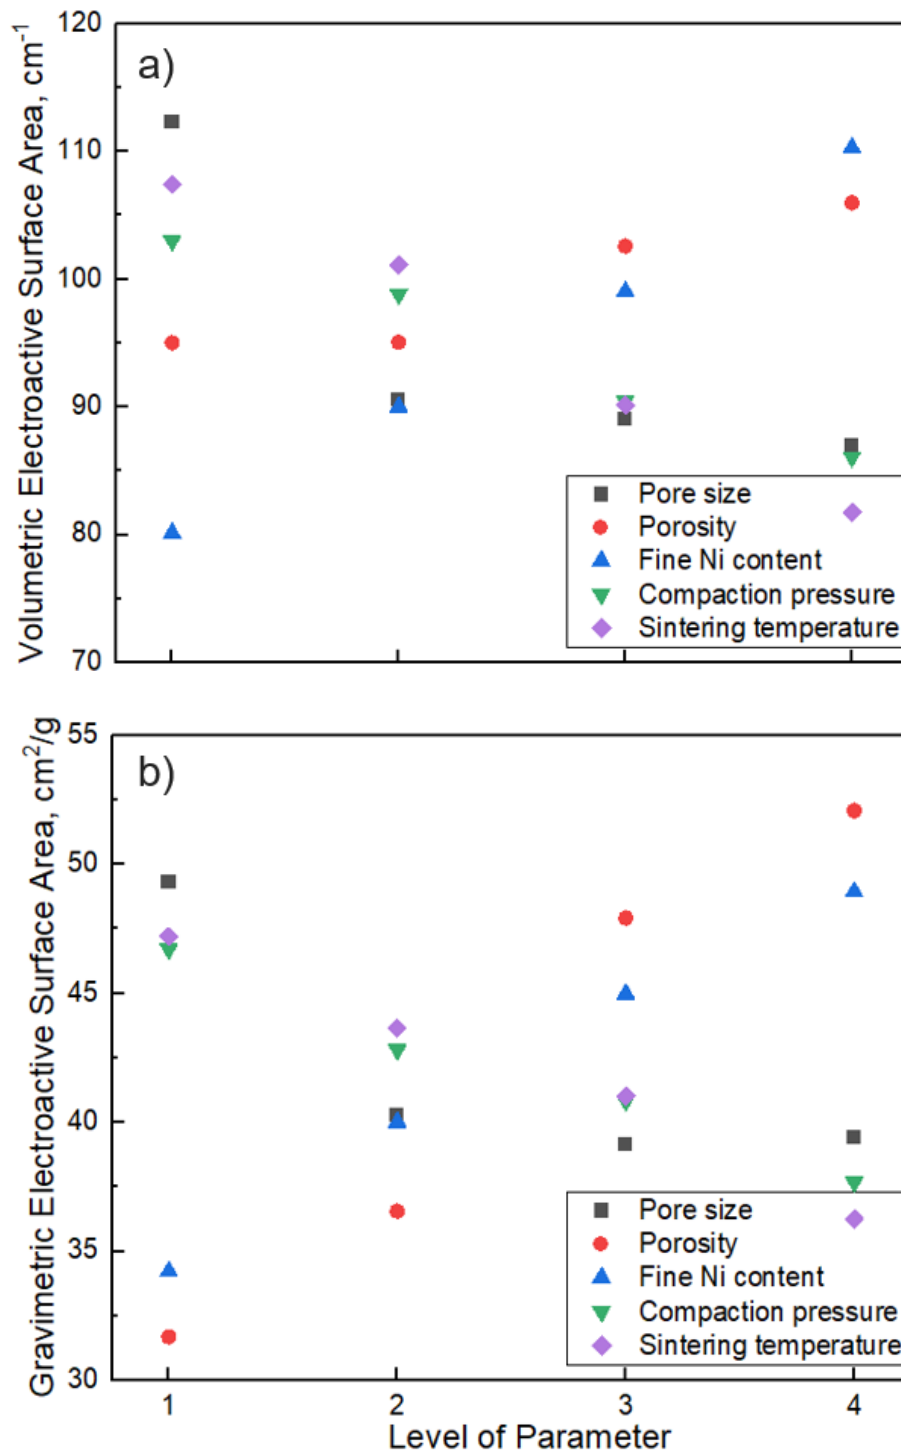 a)
Volumetric Electroactive Surface Area, cm⁻¹
120
110
100
90
80
70
Pore size
Porosity
Fine Ni content
Compaction pressure
Sintering temperature
b)
Gravimetric Electroactive Surface Area, cm²/g
55
50
45
40
35
30
Pore size
Porosity
Fine Ni content
Compaction pressure
Sintering temperature
1 2 3 4
Level of Parameter